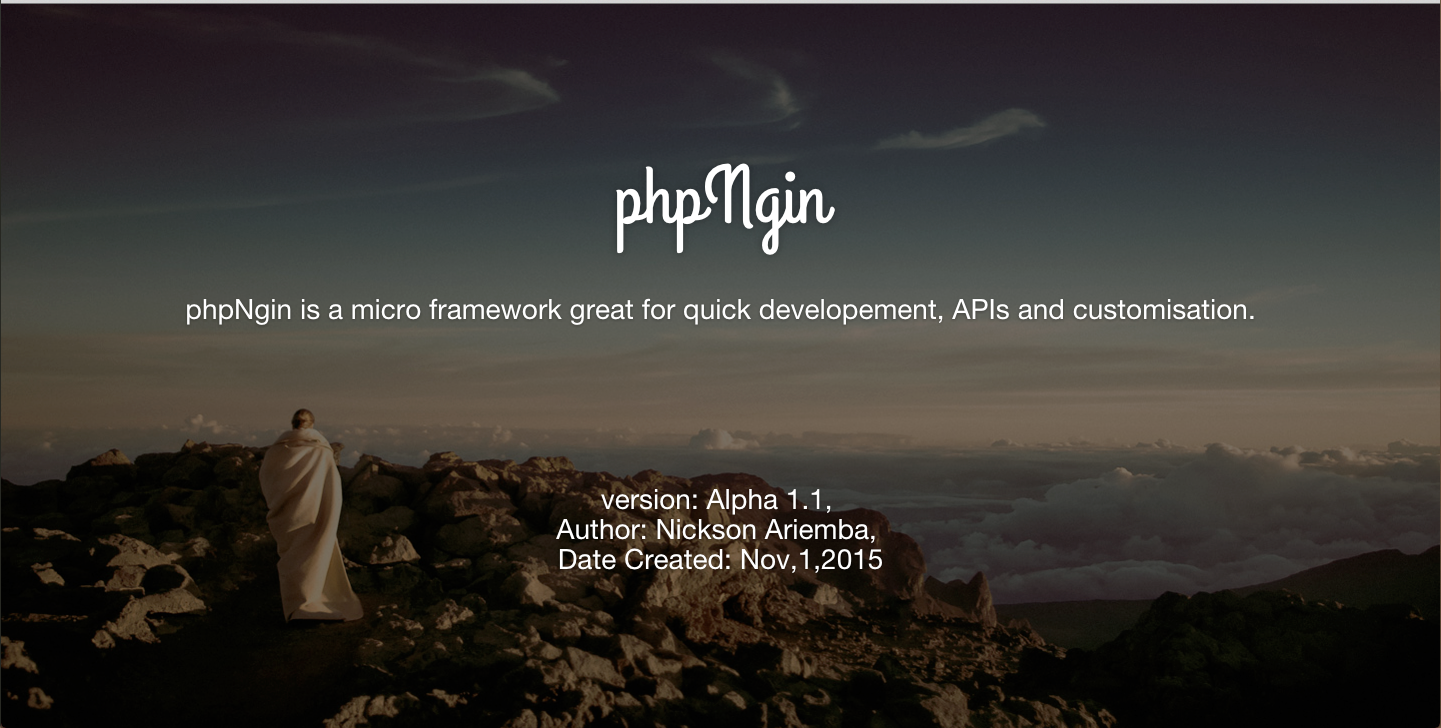 phpNgin
phpNgin is a micro framework great for quick developement, APIs and customisation.
version: Alpha 1.1,
Author: Nickson Ariemba,
Date Created: Nov,1,2015